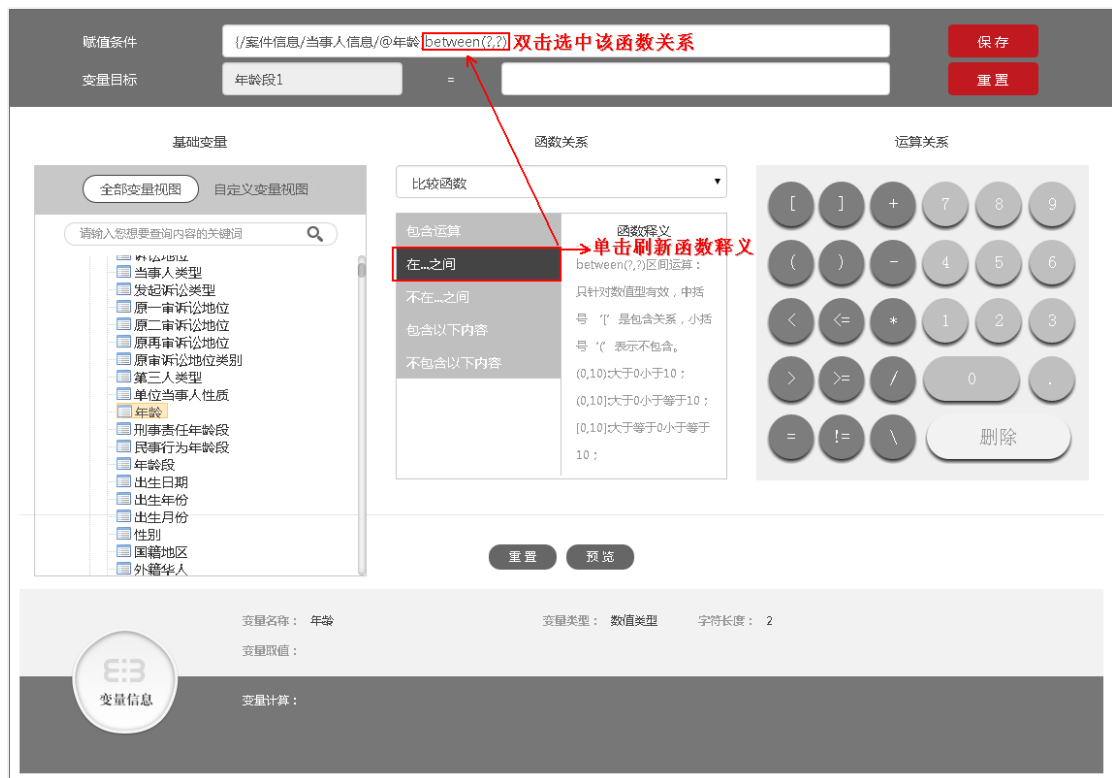 赋值条件
{/案件信息/当事人信息/@年龄 between(?,?) 双击选中该函数关系
保存
变量目标
年龄段1
=
重置
基础变量
函数关系
运算关系
全部变量视图
自定义变量视图
请输入您想要查询内容的关键词
诉讼地位
当事人类型
发起诉讼类型
原一审诉讼地位
原二审诉讼地位
原再审诉讼地位
原审诉讼地位类别
第三人类型
单位当事人性质
年龄
刑事责任年龄段
民事行为年龄段
年龄段
出生日期
出生年份
出生月份
性别
国籍地区
外籍华人
比较函数
包含运算
在...之间
不在...之间
包含以下内容
不包含以下内容
函数释义
单击刷新函数释义
between(?,?)区间运算：
只针对数值型有效，中括
号 '[' 是包含关系，小括
号 '(' 表示不包含。
(0,10):大于0小于10；
(0,10]:大于0小于等于10；
[0,10]:大于等于0小于等于
10；
[ ] + 7 8 9
( ) - 4 5 6
< <= * 1 2 3
> >= / 0 .
= != \ 删除
重置
预览
变量名称： 年龄
变量类型： 数值类型
字符长度： 2
变量取值：
变量信息
变量计算：